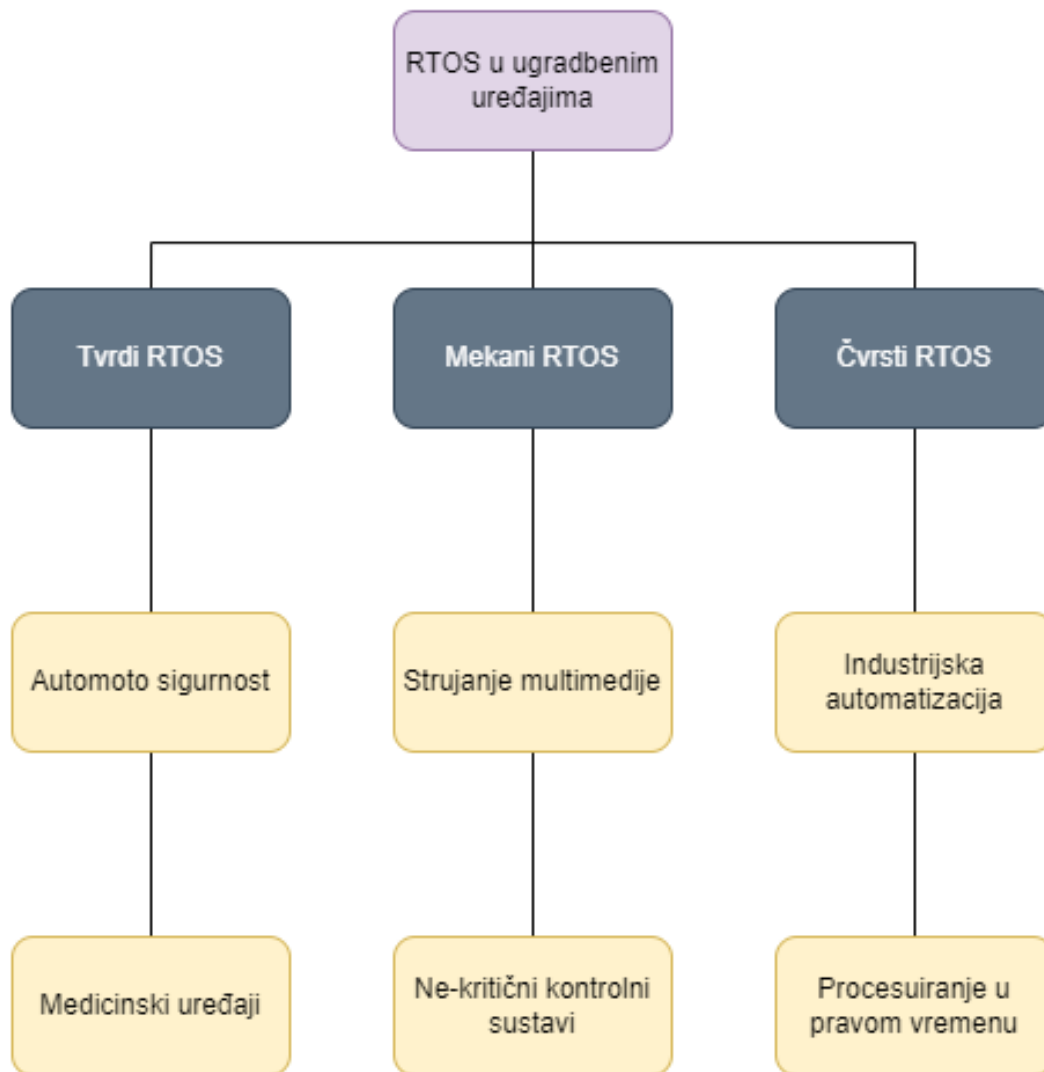 RTOS u ugradbenim
uređajima
Tvrdi RTOS
Mekani RTOS
Čvrsti RTOS
Automoto sigurnost
Strujanje multimedije
Industrijska
automatizacija
Medicinski uređaji
Ne-kritični kontrolni
sustavi
Procesuiranje u
pravom vremenu